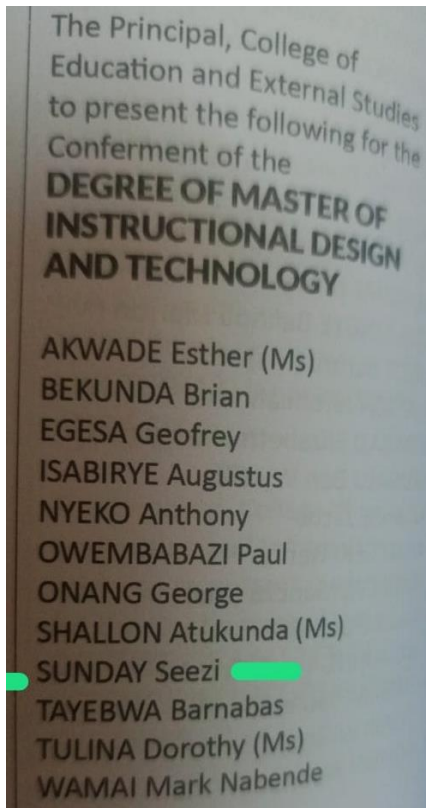 The Principal, College of
Education and External Studies
to present the following for the
Conferment of the
DEGREE OF MASTER OF
INSTRUCTIONAL DESIGN
AND TECHNOLOGY
AKWADE Esther (Ms)
BEKUNDA Brian
EGESA Geofrey
ISABIRYE Augustus
NYEKO Anthony
OWEMBABAZI Paul
ONANG George
SHALLON Atukunda (Ms)
SUNDAY Seezi
TAYEBWA Barnabas
TULINA Dorothy (Ms)
WAMAI Mark Nabende